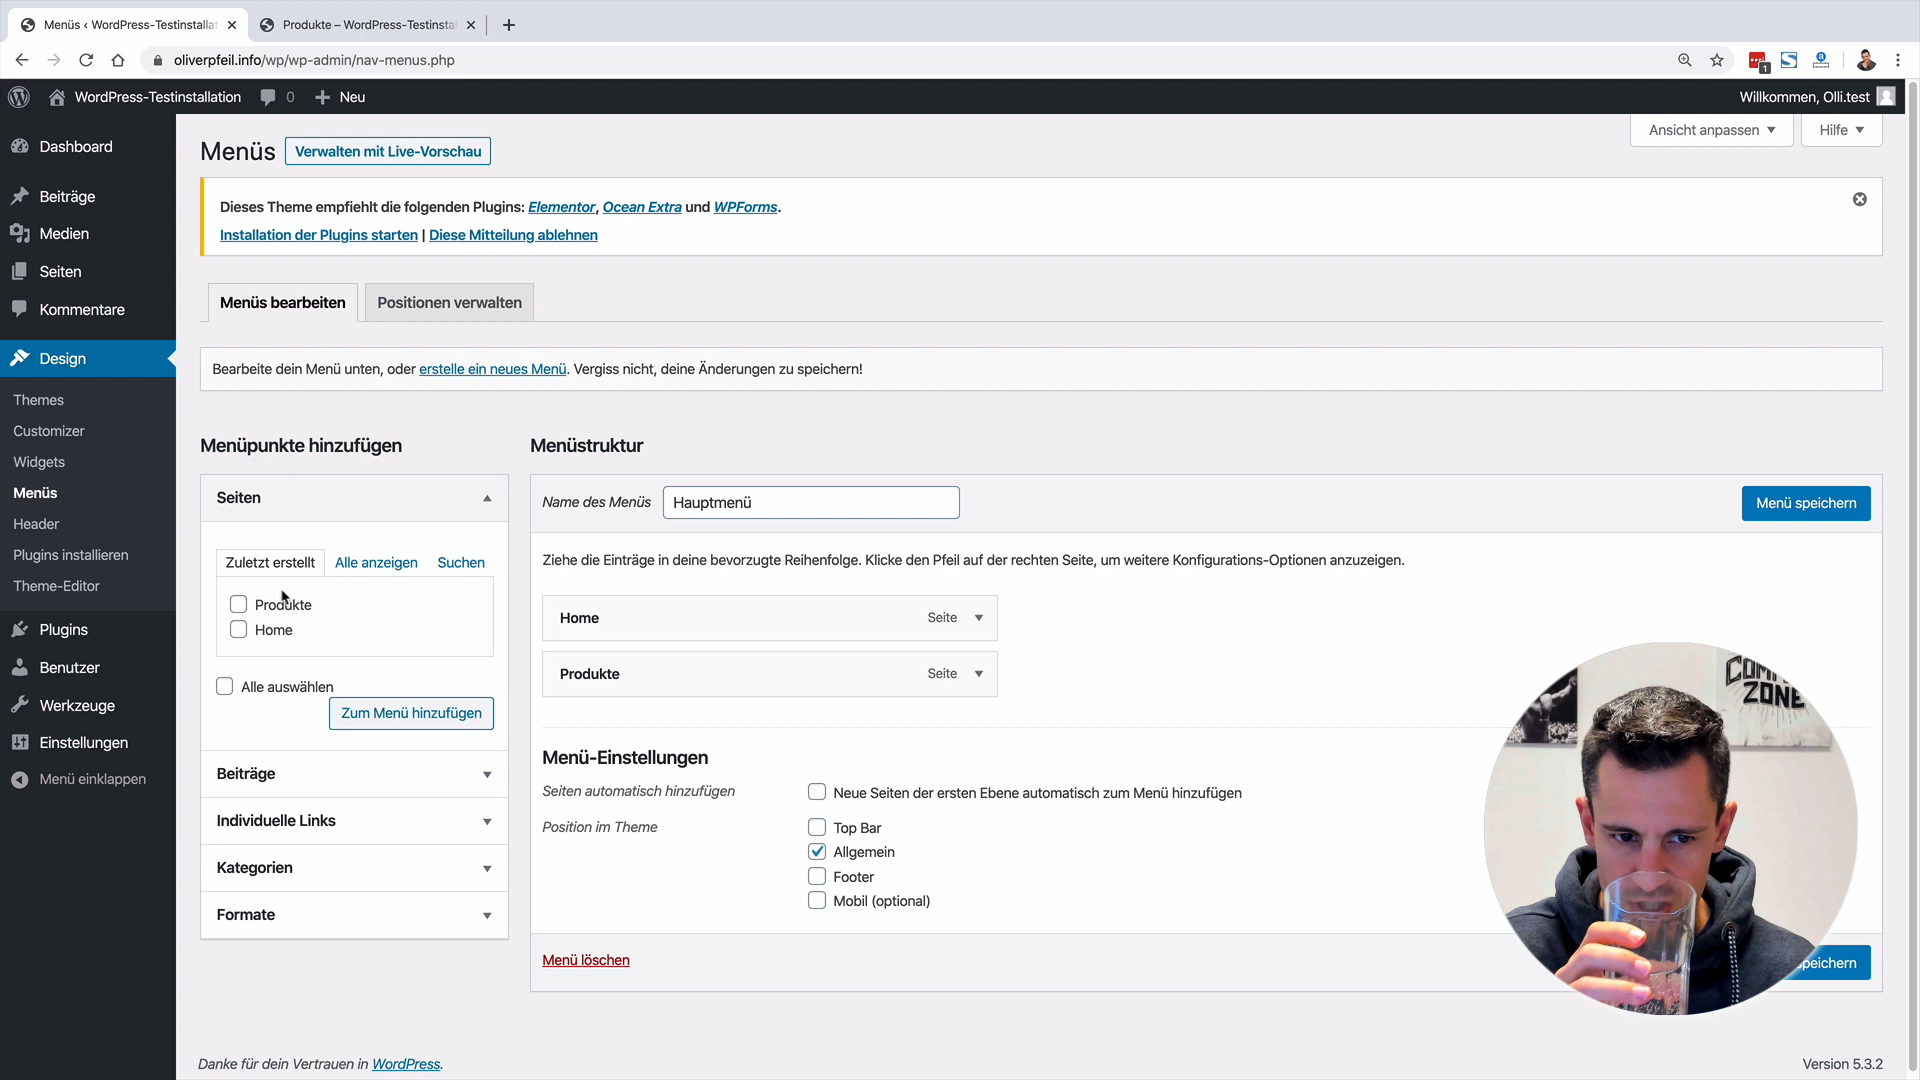 Menüs ‹ WordPress-Testinstallat
Produkte – WordPress-Testinstal
oliverpfeil.info/wp/wp-admin/nav-menus.php
1
WordPress-Testinstallation
0
Neu
Willkommen, Olli.test
Dashboard
Beiträge
Medien
Seiten
Kommentare
Design
Themes
Customizer
Widgets
Menüs
Header
Plugins installieren
Theme-Editor
Plugins
Benutzer
Werkzeuge
Einstellungen
Menü einklappen
Ansicht anpassen
Hilfe
Menüs
Verwalten mit Live-Vorschau
Dieses Theme empfiehlt die folgenden Plugins: Elementor, Ocean Extra und WPForms.
Installation der Plugins starten | Diese Mitteilung ablehnen
Menüs bearbeiten
Positionen verwalten
Bearbeite dein Menü unten, oder erstelle ein neues Menü. Vergiss nicht, deine Änderungen zu speichern!
Menüpunkte hinzufügen
Seiten
Zuletzt erstellt
Alle anzeigen
Suchen
Produkte
Home
Alle auswählen
Zum Menü hinzufügen
Beiträge
Individuelle Links
Kategorien
Formate
Menüstruktur
Name des Menüs
Hauptmenü
Menü speichern
Ziehe die Einträge in deine bevorzugte Reihenfolge. Klicke den Pfeil auf der rechten Seite, um weitere Konfigurations-Optionen anzuzeigen.
Home
Seite
Produkte
Seite
Menü-Einstellungen
Seiten automatisch hinzufügen
Neue Seiten der ersten Ebene automatisch zum Menü hinzufügen
Position im Theme
Top Bar
Allgemein
Footer
Mobil (optional)
Menü löschen
speichern
ZONE
Danke für dein Vertrauen in WordPress.
Version 5.3.2